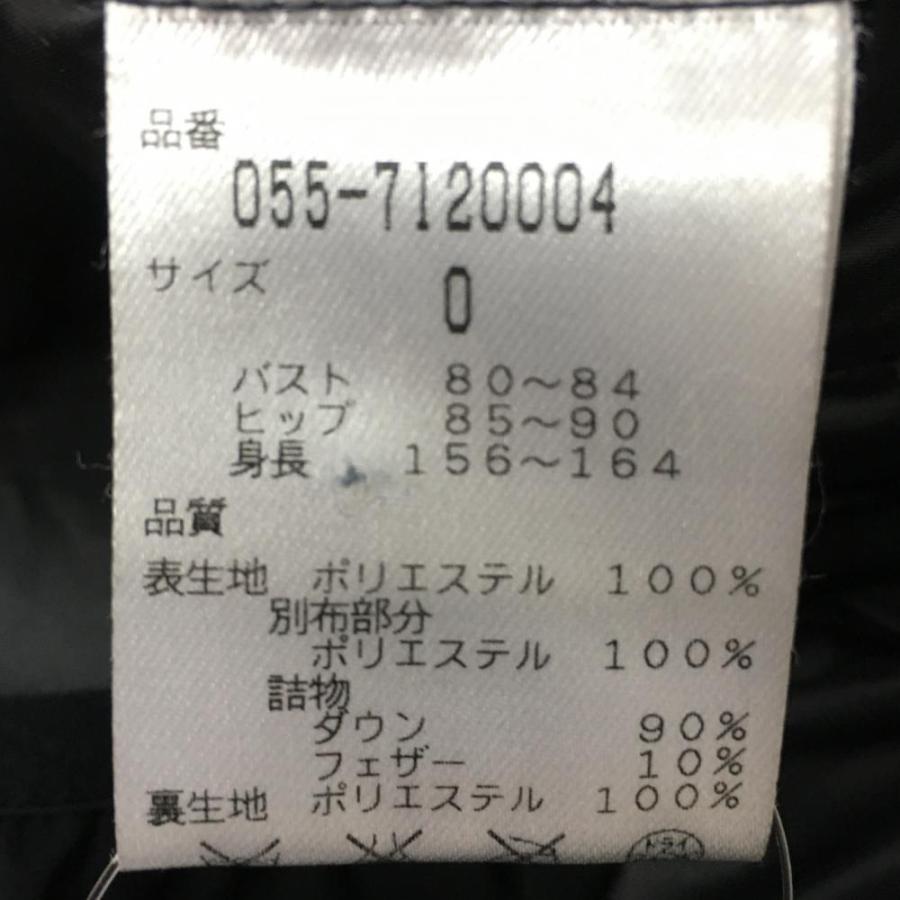 品番
055-7120004
サイズ 0
バスト 80～84
ヒップ 85～90
身長 156～164
品質
表生地 ポリエステル 100%
別布部分
ポリエステル 100%
詰物
ダウン 90%
フェザー 10%
裏生地 ポリエステル 100%
ドライ